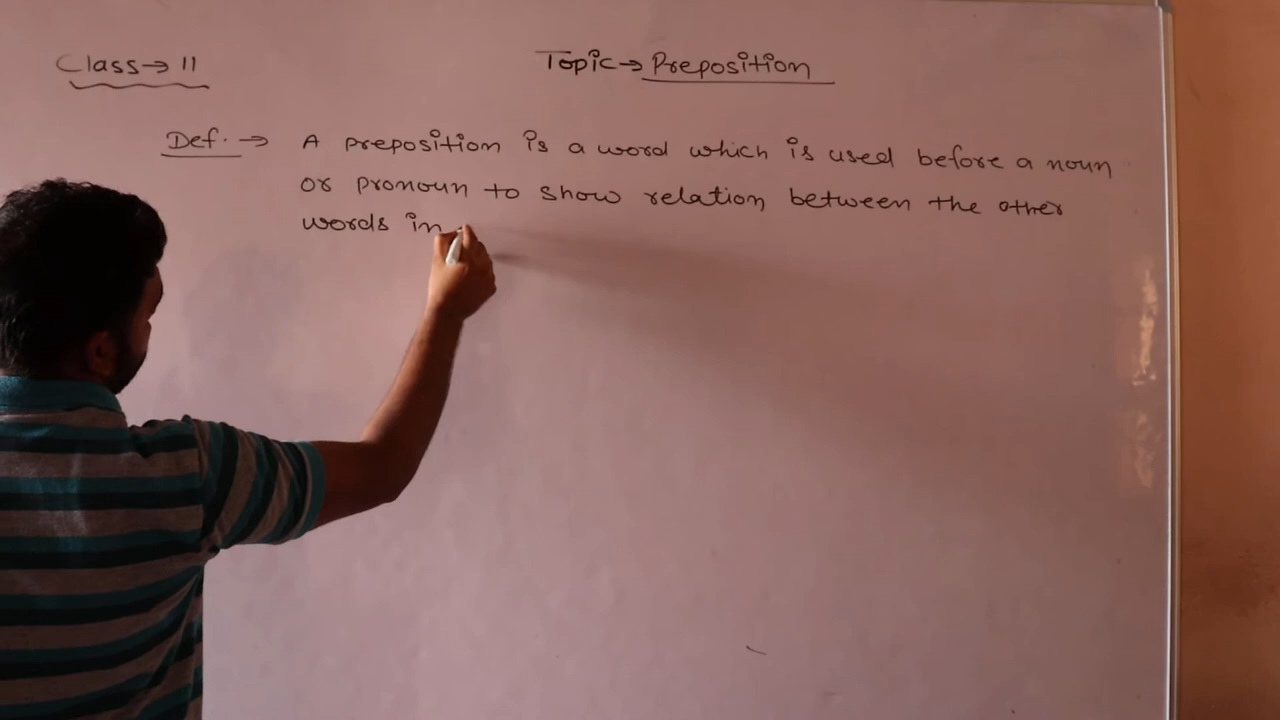 Class→ 11
Topic→ Preposition
Def.→ A preposition is a word which is used before a noun
or pronoun to show relation between the other
words in